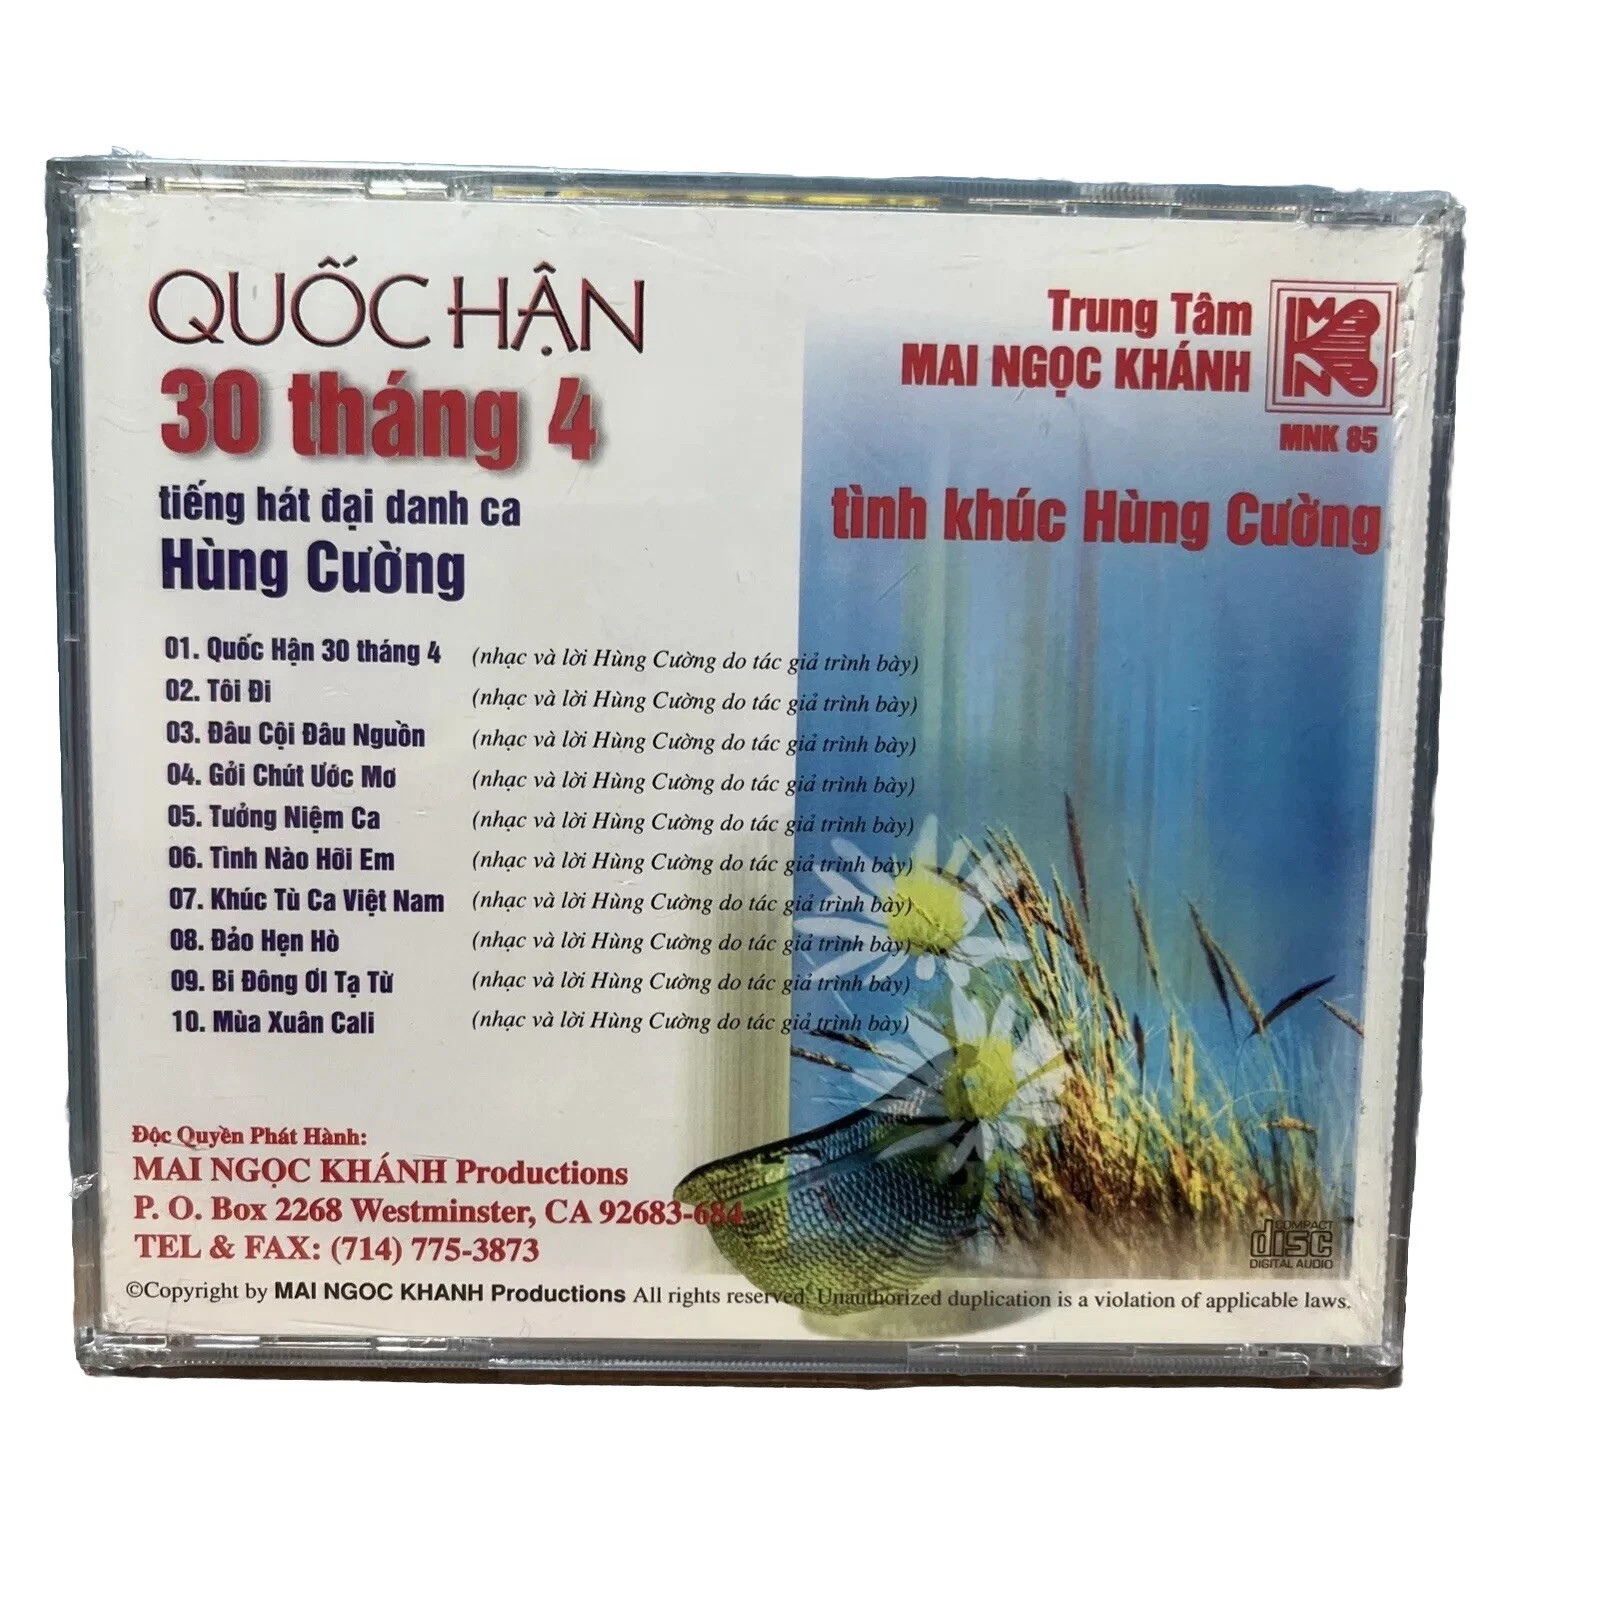 QUỐC HẬN
30 tháng 4
tiếng hát đại danh ca
Hùng Cường
Trung Tâm
MAI NGỌC KHÁNH
MNK
MNK 85
tình khúc Hùng Cường
01. Quốc Hận 30 tháng 4 (nhạc và lời Hùng Cường do tác giả trình bày)
02. Tôi Đi (nhạc và lời Hùng Cường do tác giả trình bày)
03. Đâu Cội Đâu Nguồn (nhạc và lời Hùng Cường do tác giả trình bày)
04. Gởi Chút Ước Mơ (nhạc và lời Hùng Cường do tác giả trình bày)
05. Tưởng Niệm Ca (nhạc và lời Hùng Cường do tác giả trình bày)
06. Tình Nào Hỡi Em (nhạc và lời Hùng Cường do tác giả trình bày)
07. Khúc Tù Ca Việt Nam (nhạc và lời Hùng Cường do tác giả trình bày)
08. Đảo Hẹn Hò (nhạc và lời Hùng Cường do tác giả trình bày)
09. Bi Đông Ơi Tạ Từ (nhạc và lời Hùng Cường do tác giả trình bày)
10. Mùa Xuân Cali (nhạc và lời Hùng Cường do tác giả trình bày)
Độc Quyền Phát Hành:
MAI NGỌC KHÁNH Productions
P. O. Box 2268 Westminster, CA 92683-684
TEL & FAX: (714) 775-3873
COMPACT
disc
DIGITAL AUDIO
©Copyright by MAI NGOC KHANH Productions All rights reserved. Unauthorized duplication is a violation of applicable laws.